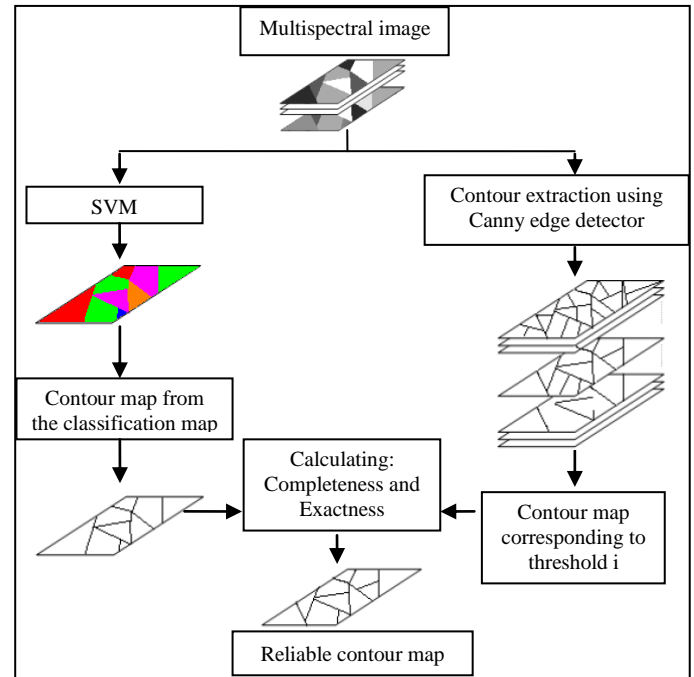 Multispectral image
SVM
Contour extraction using
Canny edge detector
Contour map from
the classification map
Calculating:
Completeness and
Exactness
Contour map
corresponding to
threshold i
Reliable contour map